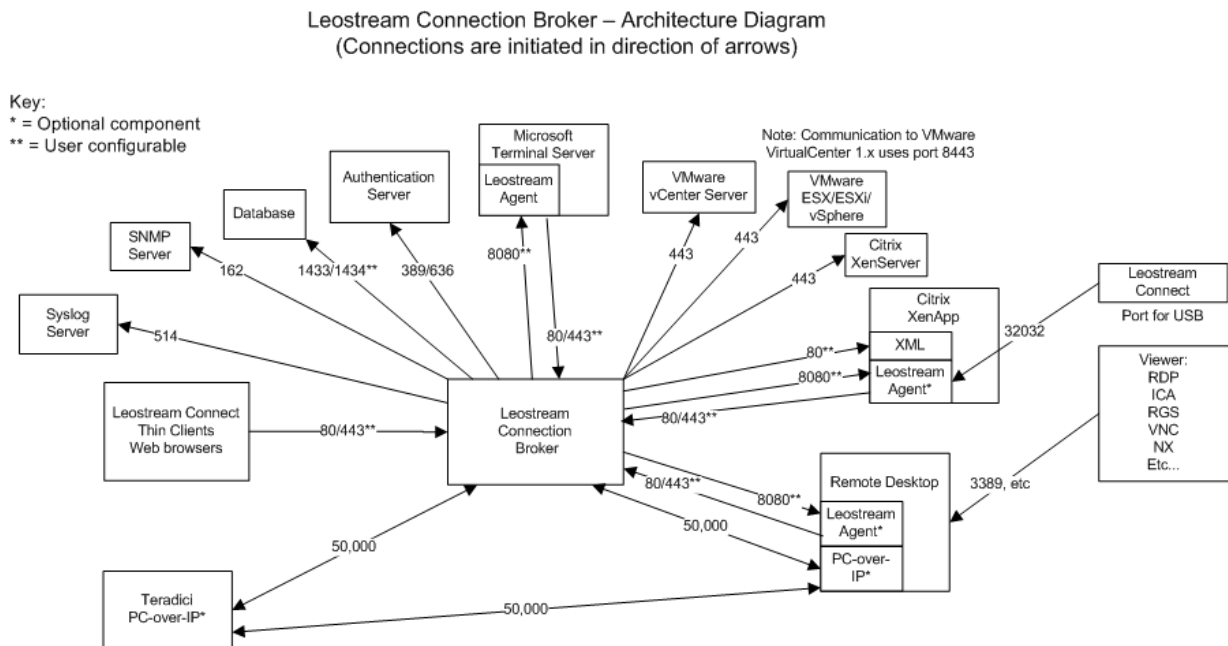 Leostream Connection Broker – Architecture Diagram
(Connections are initiated in direction of arrows)
Key:
* = Optional component
** = User configurable
Microsoft
Terminal Server
Leostream
Agent
Note: Communication to VMware
VirtualCenter 1.x uses port 8443
VMware
vCenter Server
VMware
ESX/ESXi/
vSphere
Authentication
Server
Database
SNMP
Server
Citrix
XenServer
162
1433/1434**
389/636
8080**
443
443
443
Syslog
Server
514
80/443**
Citrix
XenApp
XML
Leostream
Agent*
80**
8080**
80/443**
32032
Leostream
Connect
Port for USB
Viewer:
RDP
ICA
RGS
VNC
NX
Etc...
Leostream Connect
Thin Clients
Web browsers
80/443**
Leostream
Connection
Broker
80/443**
8080**
Remote Desktop
Leostream
Agent*
PC-over-
IP*
3389, etc
50,000
50,000
50,000
Teradici
PC-over-IP*